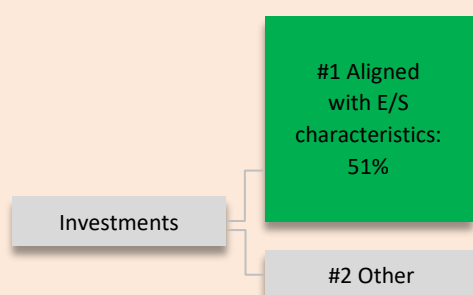 #1 Aligned
with E/S
characteristics:
51%
Investments
#2 Other